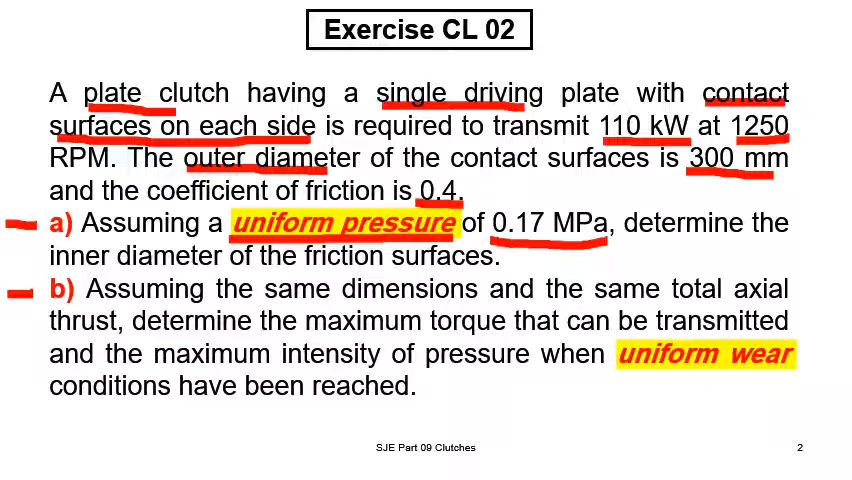 Exercise CL 02
A plate clutch having a single driving plate with contact
surfaces on each side is required to transmit 110 kW at 1250
RPM. The outer diameter of the contact surfaces is 300 mm
and the coefficient of friction is 0.4.
a) Assuming a uniform pressure of 0.17 MPa, determine the
inner diameter of the friction surfaces.
b) Assuming the same dimensions and the same total axial
thrust, determine the maximum torque that can be transmitted
and the maximum intensity of pressure when uniform wear
conditions have been reached.
SJE Part 09 Clutches
2